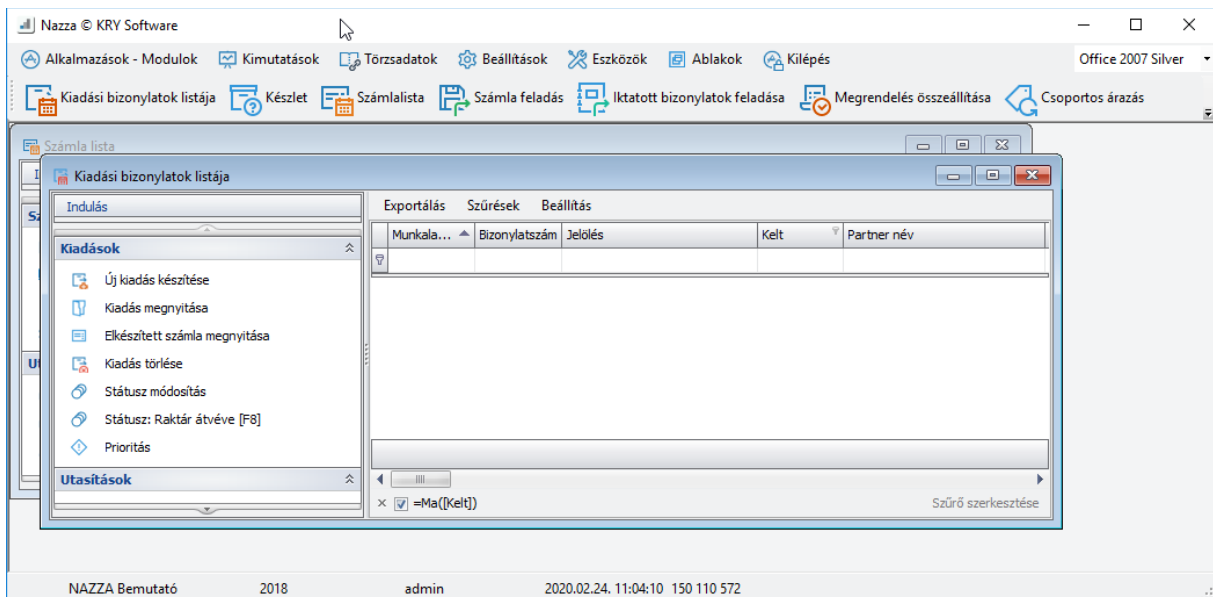 Nazza © KRY Software
Alkalmazások - Modulok Kimutatások Törzsadatok Beállítások Eszközök Ablakok Kilépés Office 2007 Silver
Kiadási bizonylatok listája Készlet Számlalista Számla feladás Iktatott bizonylatok feladása Megrendelés összeállítása Csoportos árazás
Számla lista
Kiadási bizonylatok listája
Indulás
Exportálás Szűrések Beállítás
Munkala... Bizonylatszám Jelölés Kelt Partner név
Kiadások
Új kiadás készítése
Kiadás megnyitása
Elkészített számla megnyitása
Kiadás törlése
Státusz módosítás
Státusz: Raktár átvéve [F8]
Prioritás
Utasítások
=Ma([Kelt]) Szűrő szerkesztése
NAZZA Bemutató 2018 admin 2020.02.24. 11:04:10 150 110 572